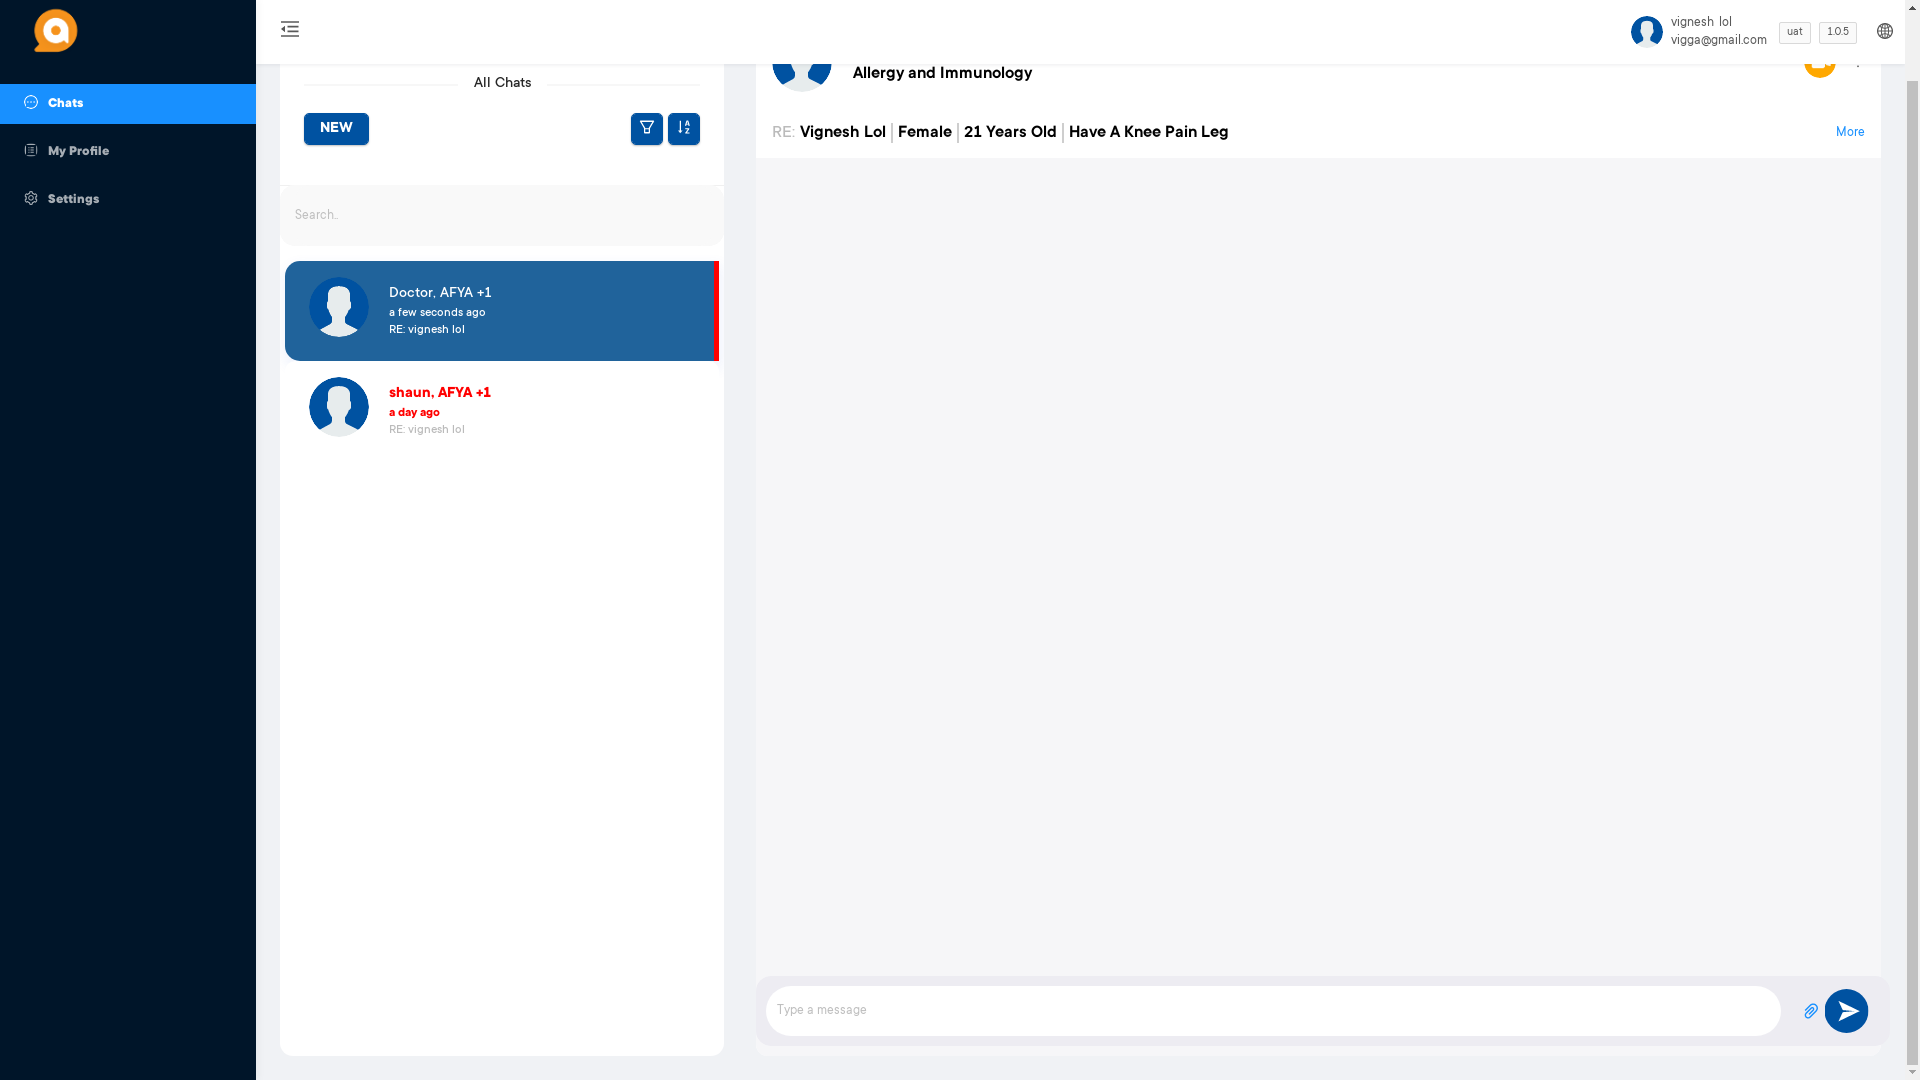 Chats
My Profile
Settings
vignesh lol
vigga@gmail.com
uat
1.0.5
All Chats
NEW
Search..
Doctor, AFYA +1
a few seconds ago
RE: vignesh lol
shaun, AFYA +1
a day ago
RE: vignesh lol
Allergy and Immunology
RE: Vignesh Lol | Female | 21 Years Old | Have A Knee Pain Leg
More
Type a message